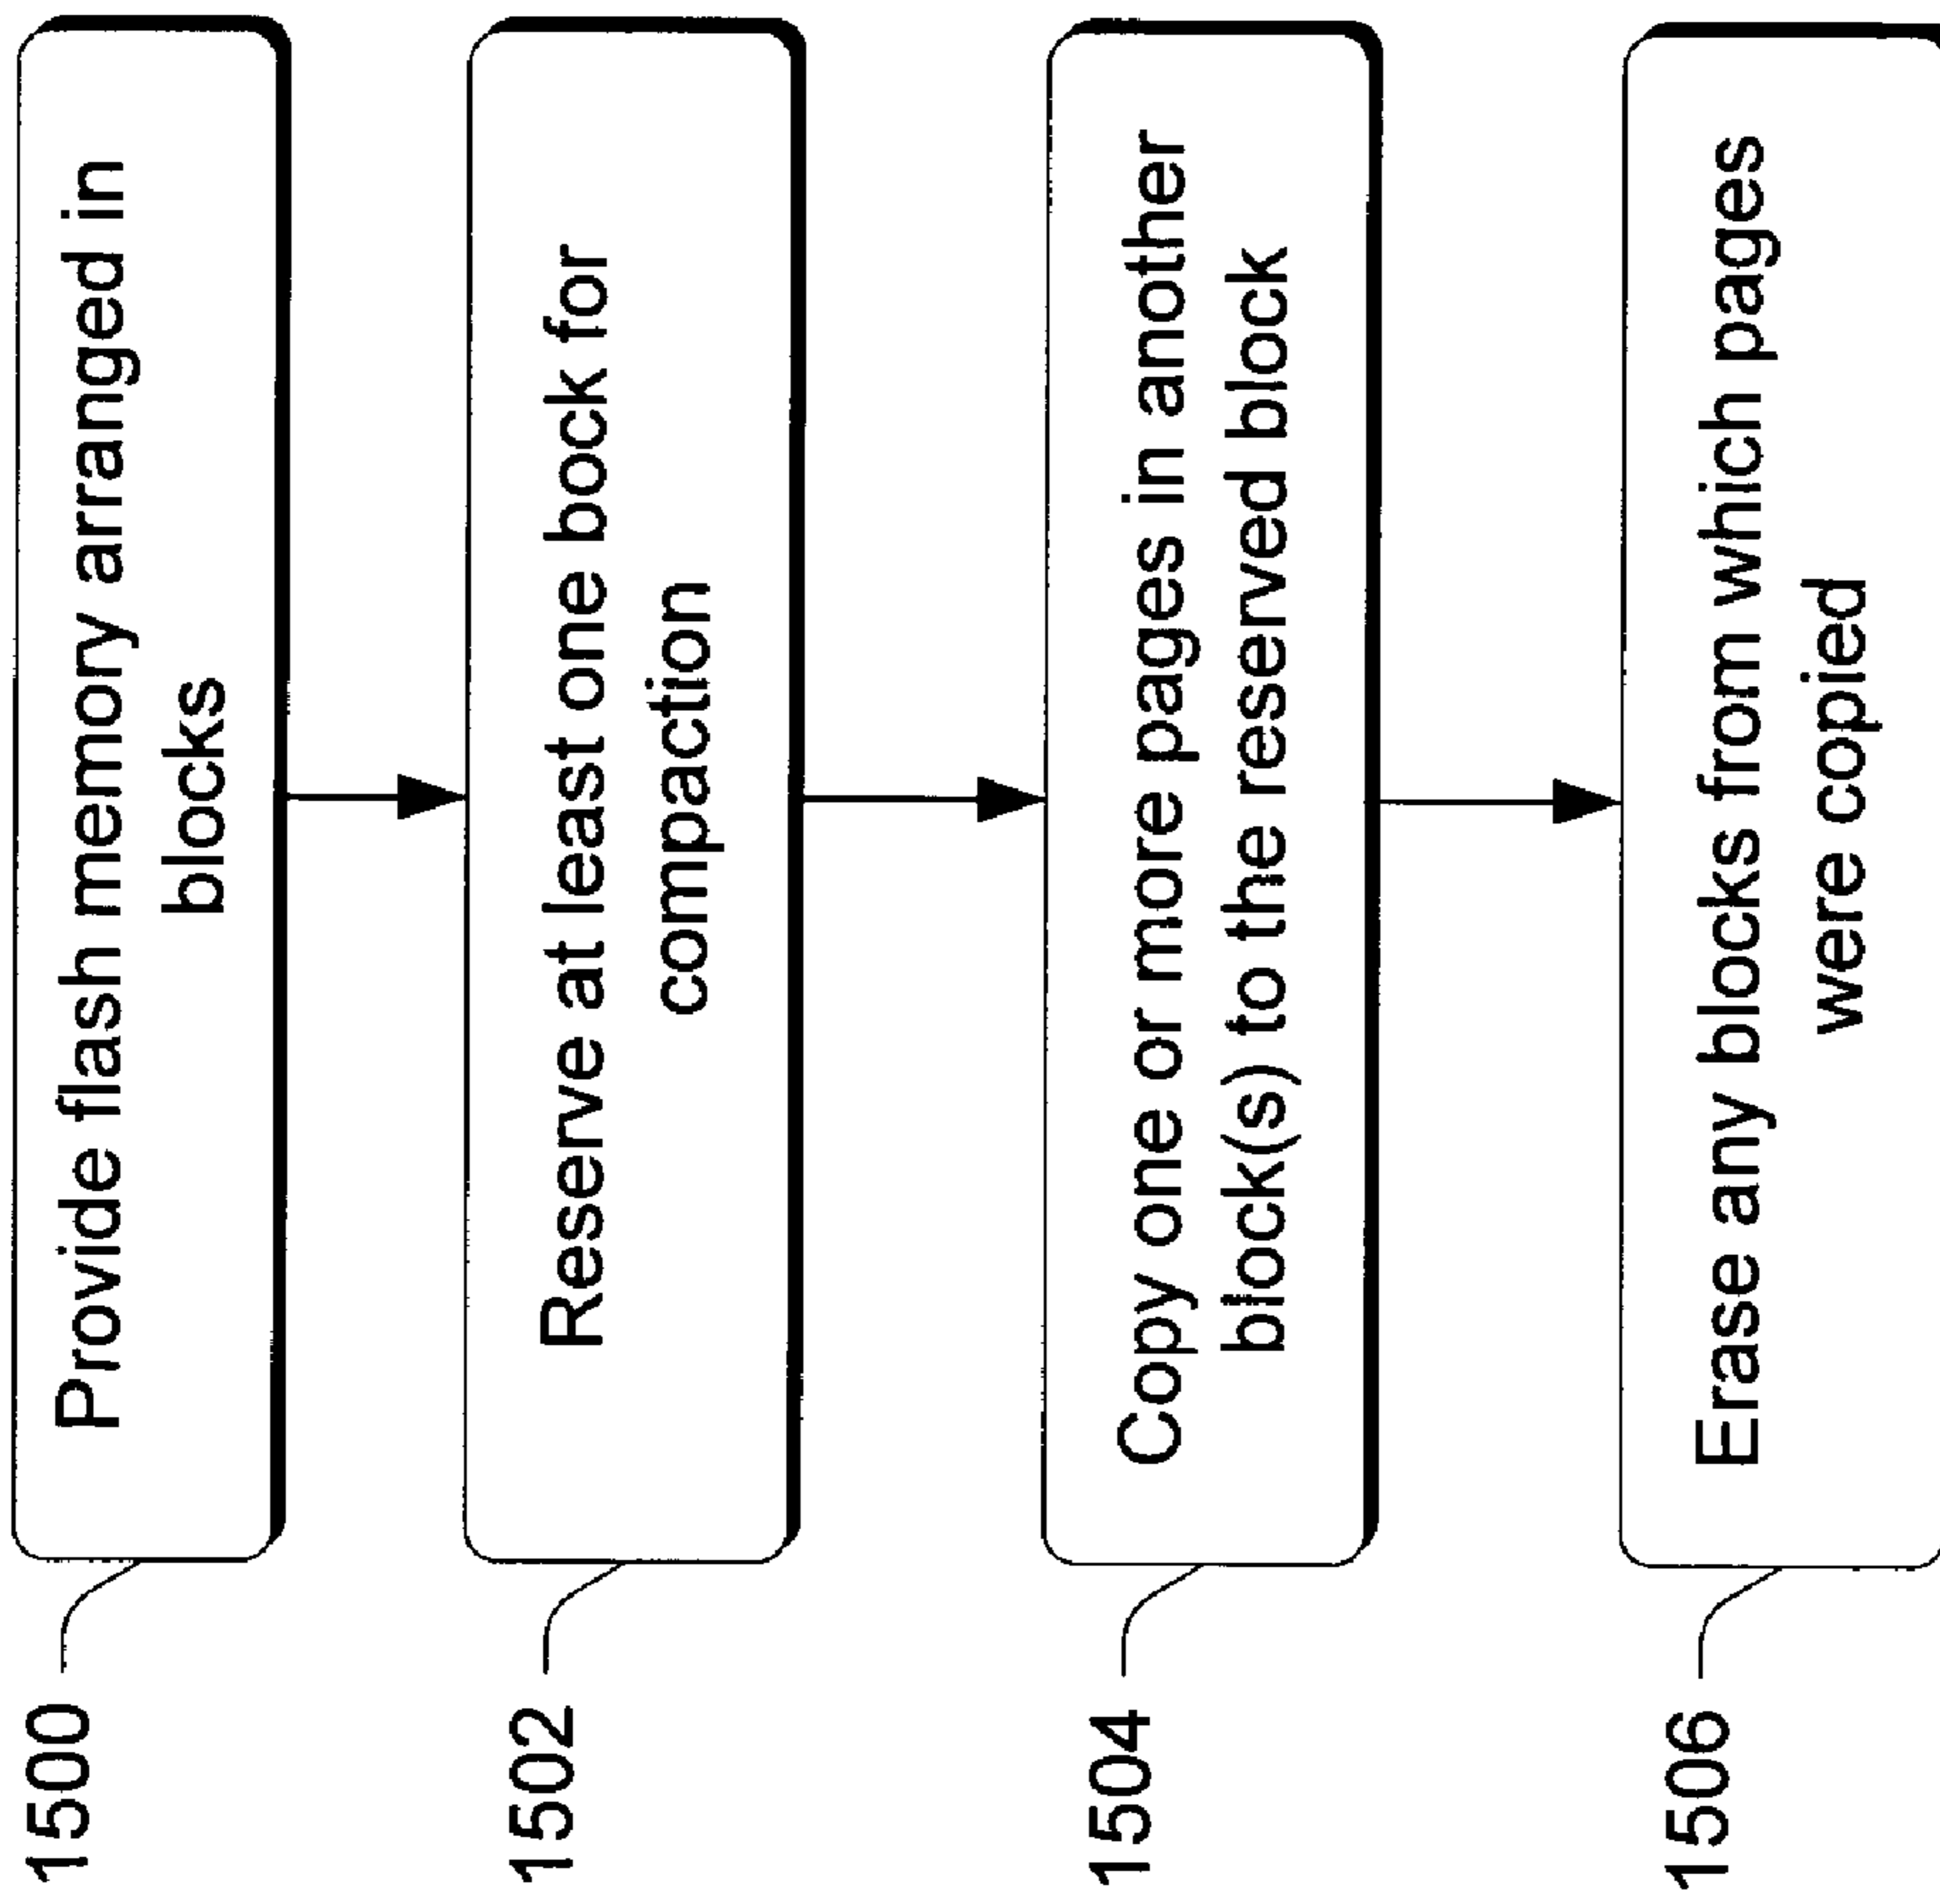 1500
Provide flash memory arranged in
blocks
1502
Reserve at least one bock for
compaction
1504
Copy one or more pages in another
block(s) to the reserved block
1506
Erase any blocks from which pages
were copied